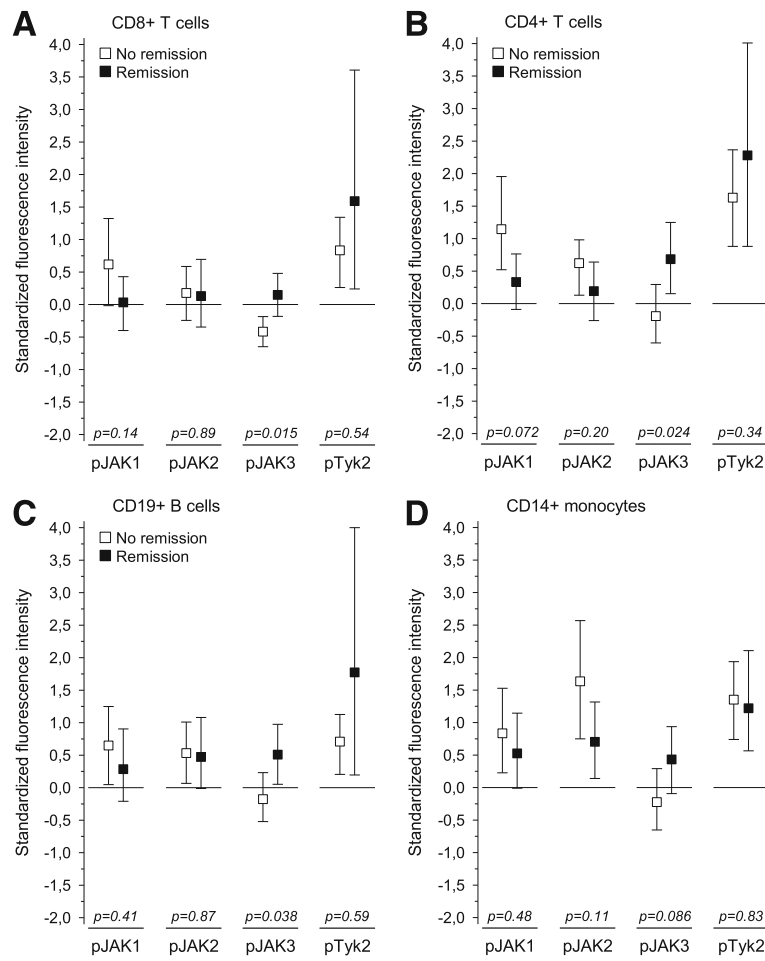 A CD8+ T cells
4,0
3,5
3,0
2,5
2,0
1,5
1,0
0,5
0,0
-0,5
-1,0
-1,5
-2,0
Standardized fluorescence intensity
No remission
Remission
p=0.14 p=0.89 p=0.015 p=0.54
pJAK1 pJAK2 pJAK3 pTyk2
B CD4+ T cells
4,0
3,5
3,0
2,5
2,0
1,5
1,0
0,5
0,0
-0,5
-1,0
-1,5
-2,0
Standardized fluorescence intensity
No remission
Remission
p=0.072 p=0.20 p=0.024 p=0.34
pJAK1 pJAK2 pJAK3 pTyk2
C CD19+ B cells
4,0
3,5
3,0
2,5
2,0
1,5
1,0
0,5
0,0
-0,5
-1,0
-1,5
-2,0
Standardized fluorescence intensity
No remission
Remission
p=0.41 p=0.87 p=0.038 p=0.59
pJAK1 pJAK2 pJAK3 pTyk2
D CD14+ monocytes
4,0
3,5
3,0
2,5
2,0
1,5
1,0
0,5
0,0
-0,5
-1,0
-1,5
-2,0
Standardized fluorescence intensity
p=0.48 p=0.11 p=0.086 p=0.83
pJAK1 pJAK2 pJAK3 pTyk2